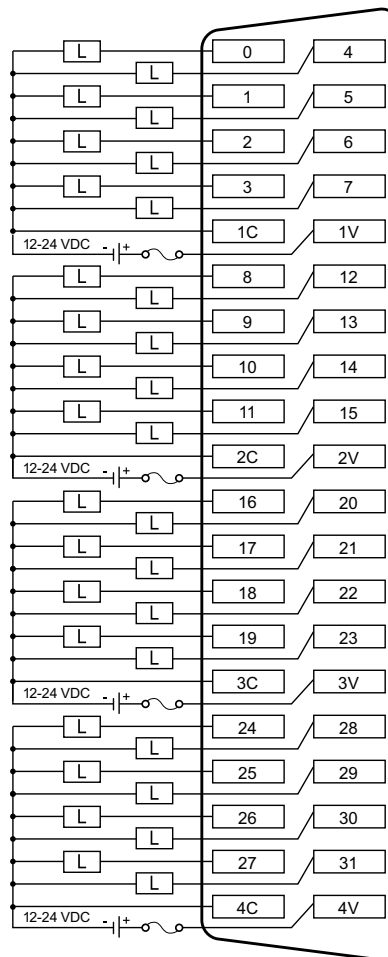 L 0 4
L
L 1 5
L
L 2 6
L
L 3 7
L
1C 1V
12-24 VDC - +
L 8 12
L
L 9 13
L
L 10 14
L
L 11 15
L
2C 2V
12-24 VDC - +
L 16 20
L
L 17 21
L
L 18 22
L
L 19 23
L
3C 3V
12-24 VDC - +
L 24 28
L
L 25 29
L
L 26 30
L
L 27 31
L
4C 4V
12-24 VDC - +